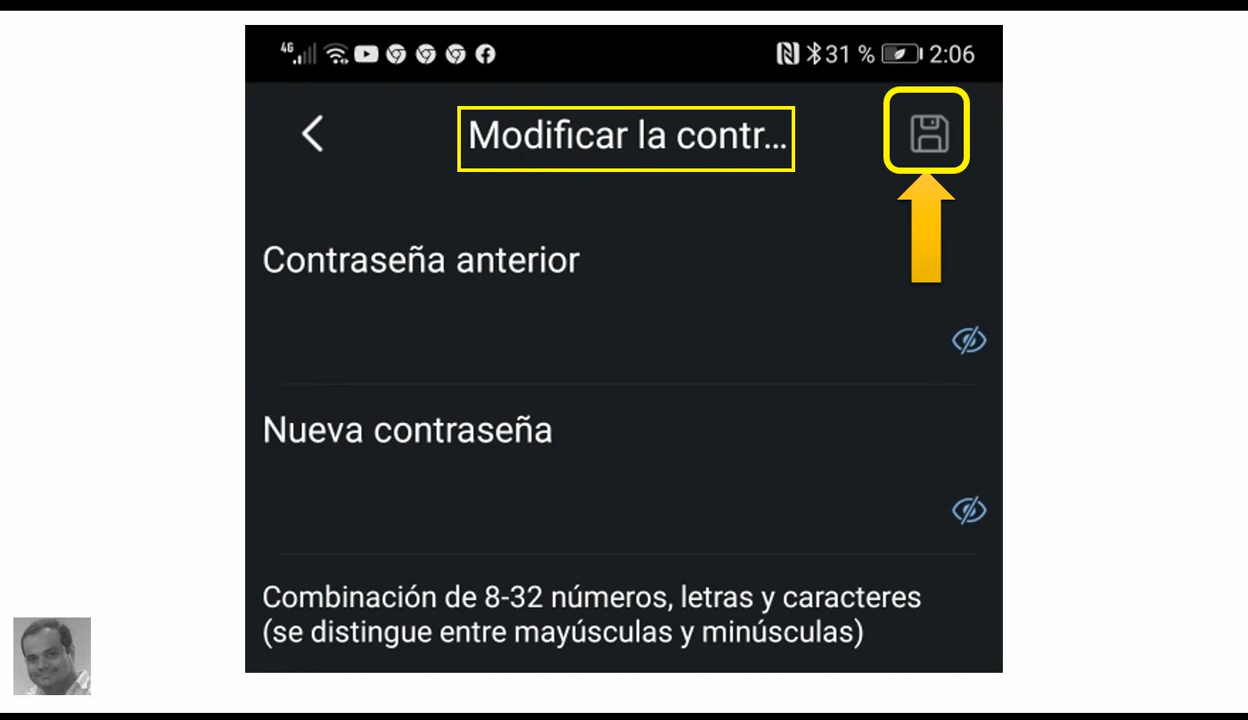 4G 31 % 2:06
Modificar la contr...
Contraseña anterior
Nueva contraseña
Combinación de 8-32 números, letras y caracteres
(se distingue entre mayúsculas y minúsculas)